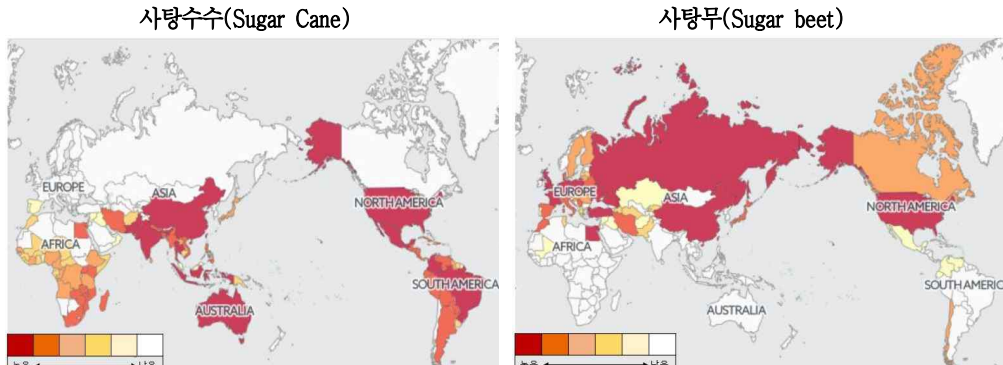 사탕수수(Sugar Cane)
EUROPE
ASIA
AFRICA
NORTH AMERICA
SOUTH AMERICA
AUSTRALIA
사탕무(Sugar beet)
EUROPE
ASIA
AFRICA
NORTH AMERICA
SOUTH AMERIC
AUSTRALIA